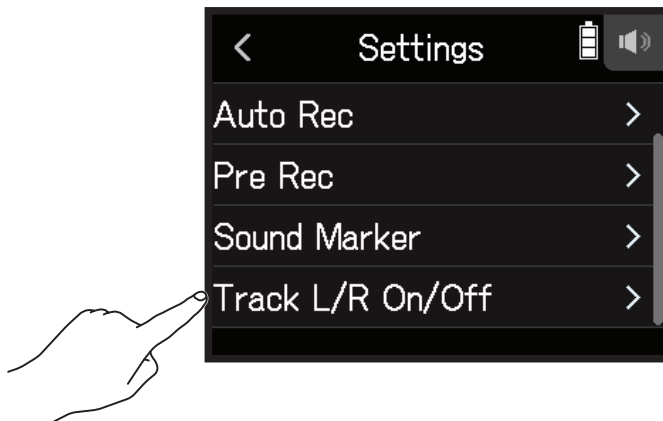 Settings
Auto Rec
Pre Rec
Sound Marker
Track L/R On/Off